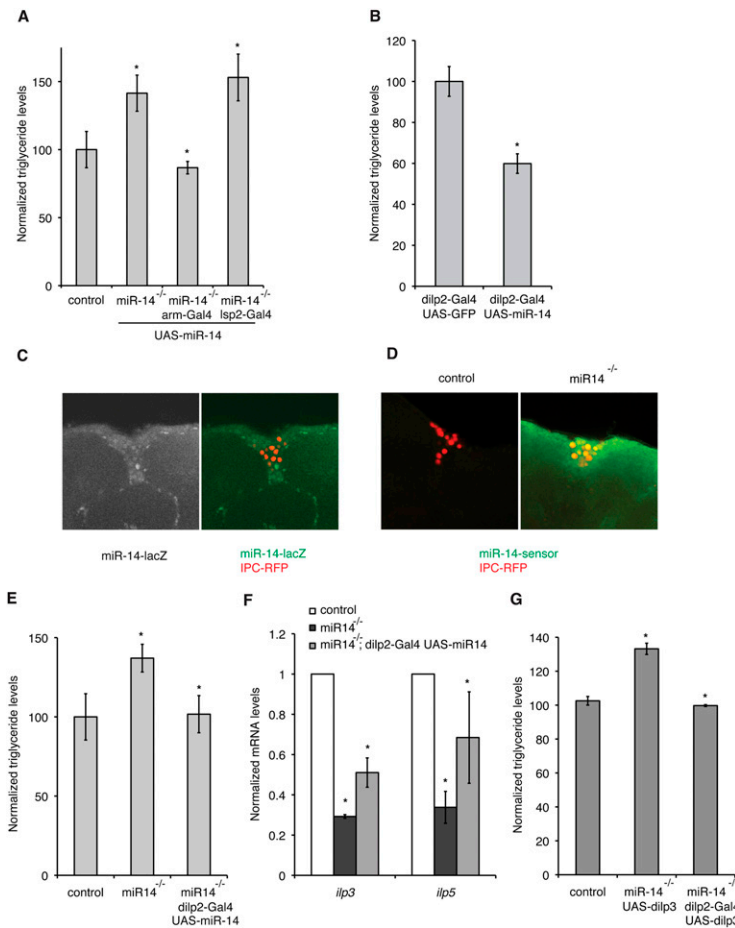 A
Normalized triglyceride levels
150
100
50
0
*
*
*
control
miR-14 -/-
miR-14 -/-
arm-Gal4
miR-14 -/-
lsp2-Gal4
UAS-miR-14
B
Normalized triglyceride levels
120
100
80
60
40
20
0
*
dilp2-Gal4
UAS-GFP
dilp2-Gal4
UAS-miR-14
C
miR-14-lacZ
miR-14-lacZ
IPC-RFP
D
control
miR14 -/-
miR-14-sensor
IPC-RFP
E
Normalized triglyceride levels
150
100
50
0
*
*
control
miR14 -/-
miR14 -/-
dilp2-Gal4
UAS-miR-14
F
control
miR14 -/-
miR14 -/-; dilp2-Gal4 UAS-miR14
Normalized mRNA levels
1.2
1
0.8
0.6
0.4
0.2
0
*
*
*
*
ilp3
ilp5
G
Normalized triglyceride levels
140
120
100
80
60
40
20
0
*
*
control
miR-14 -/-
UAS-dilp3
miR-14 -/-
dilp2-Gal4
UAS-dilp3